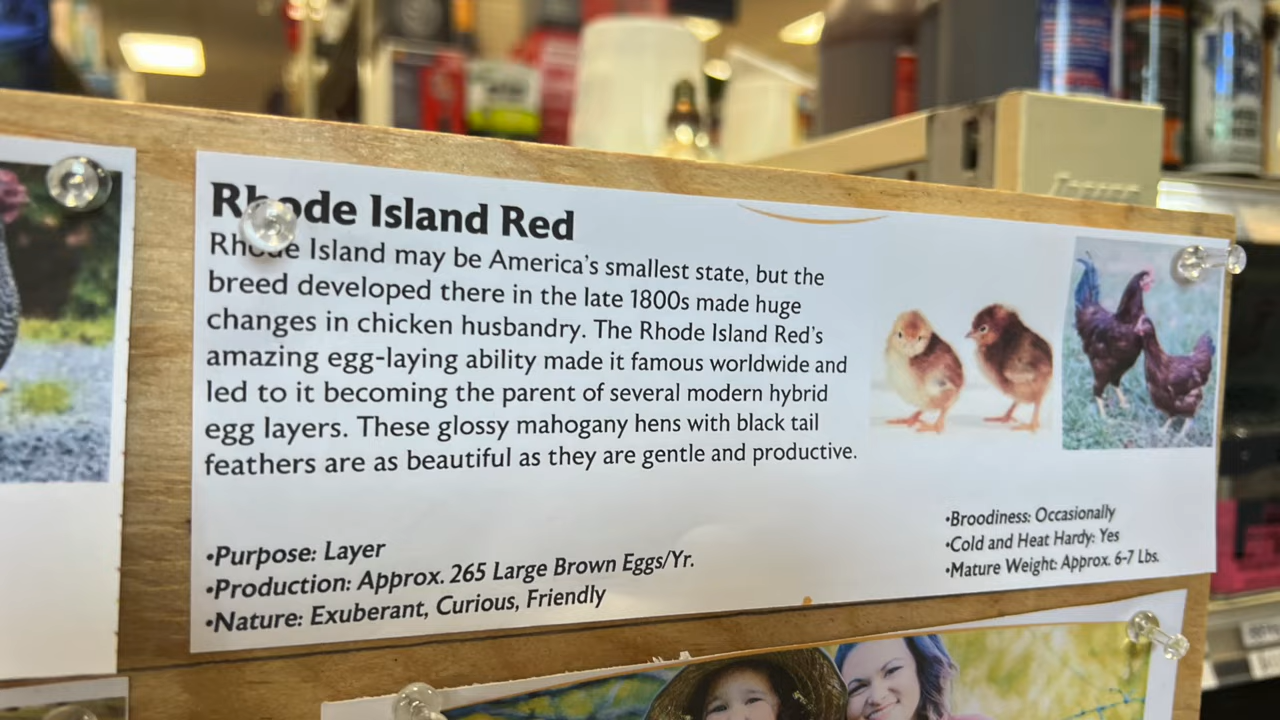 Rhode Island Red
Rhode Island may be America's smallest state, but the
breed developed there in the late 1800s made huge
changes in chicken husbandry. The Rhode Island Red's
amazing egg-laying ability made it famous worldwide and
led to it becoming the parent of several modern hybrid
egg layers. These glossy mahogany hens with black tail
feathers are as beautiful as they are gentle and productive.
•Purpose: Layer
•Production: Approx. 265 Large Brown Eggs/Yr.
•Nature: Exuberant, Curious, Friendly
•Broodiness: Occasionally
•Cold and Heat Hardy: Yes
•Mature Weight: Approx. 6-7 Lbs.